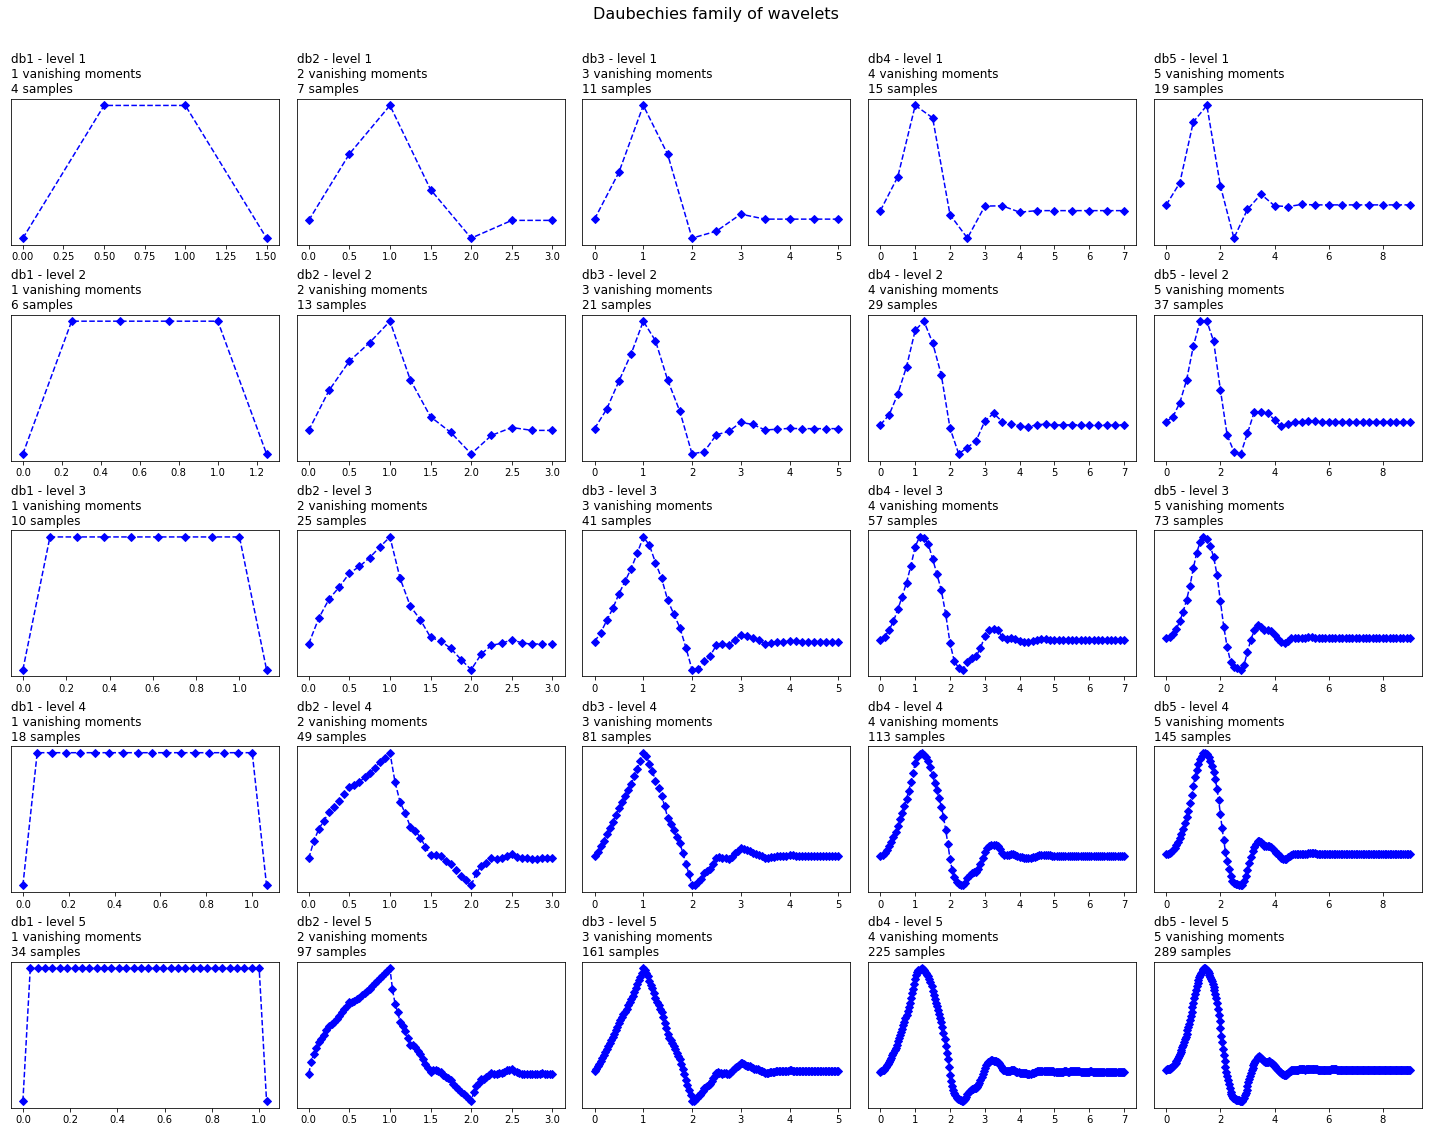 Daubechies family of wavelets
db1 - level 1
1 vanishing moments
4 samples
0.00 0.25 0.50 0.75 1.00 1.25 1.50
db2 - level 1
2 vanishing moments
7 samples
0.0 0.5 1.0 1.5 2.0 2.5 3.0
db3 - level 1
3 vanishing moments
11 samples
0 1 2 3 4 5
db4 - level 1
4 vanishing moments
15 samples
0 1 2 3 4 5 6 7
db5 - level 1
5 vanishing moments
19 samples
0 2 4 6 8
db1 - level 2
1 vanishing moments
6 samples
0.0 0.2 0.4 0.6 0.8 1.0 1.2
db2 - level 2
2 vanishing moments
13 samples
0.0 0.5 1.0 1.5 2.0 2.5 3.0
db3 - level 2
3 vanishing moments
21 samples
0 1 2 3 4 5
db4 - level 2
4 vanishing moments
29 samples
0 1 2 3 4 5 6 7
db5 - level 2
5 vanishing moments
37 samples
0 2 4 6 8
db1 - level 3
1 vanishing moments
10 samples
0.0 0.2 0.4 0.6 0.8 1.0
db2 - level 3
2 vanishing moments
25 samples
0.0 0.5 1.0 1.5 2.0 2.5 3.0
db3 - level 3
3 vanishing moments
41 samples
0 1 2 3 4 5
db4 - level 3
4 vanishing moments
57 samples
0 1 2 3 4 5 6 7
db5 - level 3
5 vanishing moments
73 samples
0 2 4 6 8
db1 - level 4
1 vanishing moments
18 samples
0.0 0.2 0.4 0.6 0.8 1.0
db2 - level 4
2 vanishing moments
49 samples
0.0 0.5 1.0 1.5 2.0 2.5 3.0
db3 - level 4
3 vanishing moments
81 samples
0 1 2 3 4 5
db4 - level 4
4 vanishing moments
113 samples
0 1 2 3 4 5 6 7
db5 - level 4
5 vanishing moments
145 samples
0 2 4 6 8
db1 - level 5
1 vanishing moments
34 samples
0.0 0.2 0.4 0.6 0.8 1.0
db2 - level 5
2 vanishing moments
97 samples
0.0 0.5 1.0 1.5 2.0 2.5 3.0
db3 - level 5
3 vanishing moments
161 samples
0 1 2 3 4 5
db4 - level 5
4 vanishing moments
225 samples
0 1 2 3 4 5 6 7
db5 - level 5
5 vanishing moments
289 samples
0 2 4 6 8